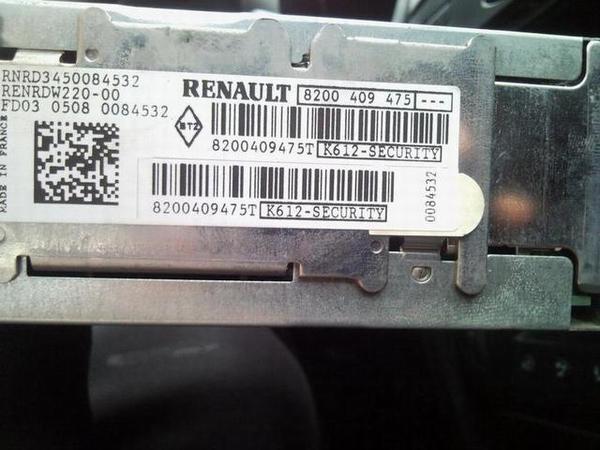 RNRD3450084532
RENRDW220-00
FD03 0508 0084532
RENAULT 8200 409 475 ---
8200409475T K612-SECURITY
8200409475T K612-SECURITY
0084532
MADE IN FRANCE